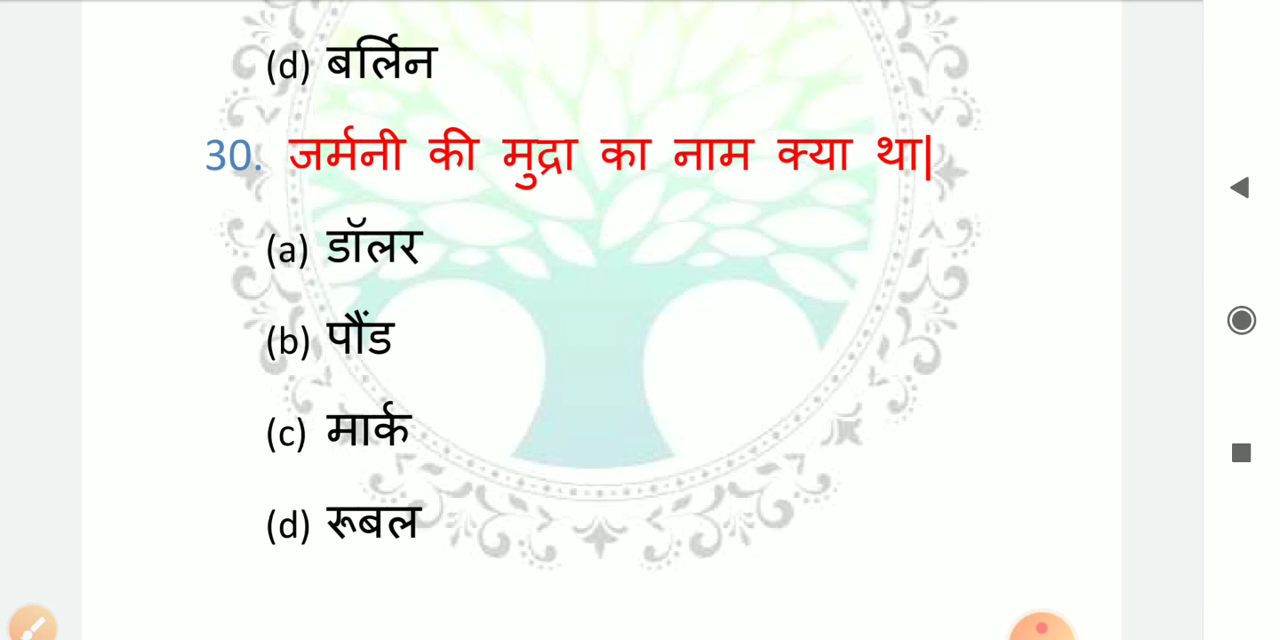 (d) बर्लिन
30. जर्मनी की मुद्रा का नाम क्या था|
(a) डॉलर
(b) पौंड
(c) मार्क
(d) रूबल